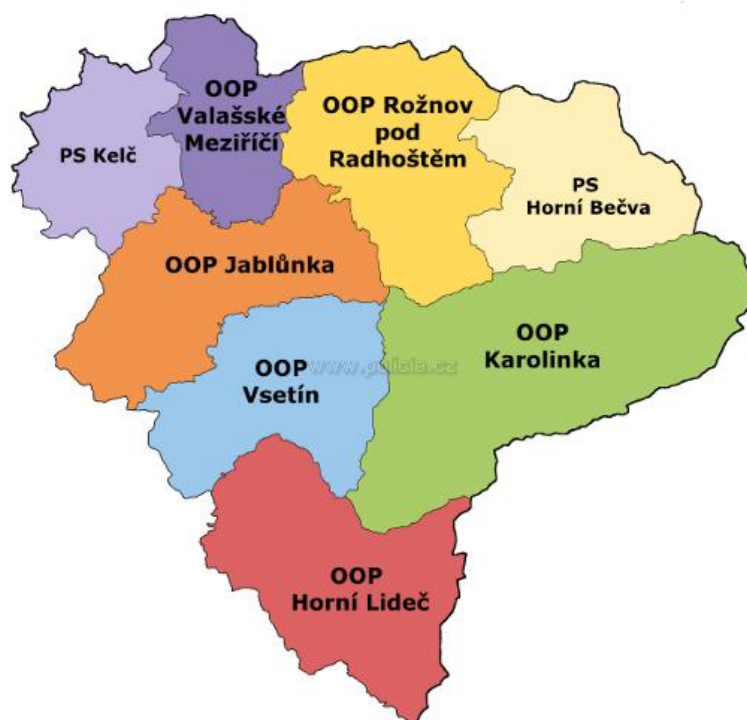 OOP
Valašské
Meziříčí
OOP Rožnov
pod
Radhoštěm
PS Kelč
PS
Horní Bečva
OOP Jablůnka
OOP
Karolinka
OOP
Vsetín
www.policie.cz
OOP
Horní Lideč